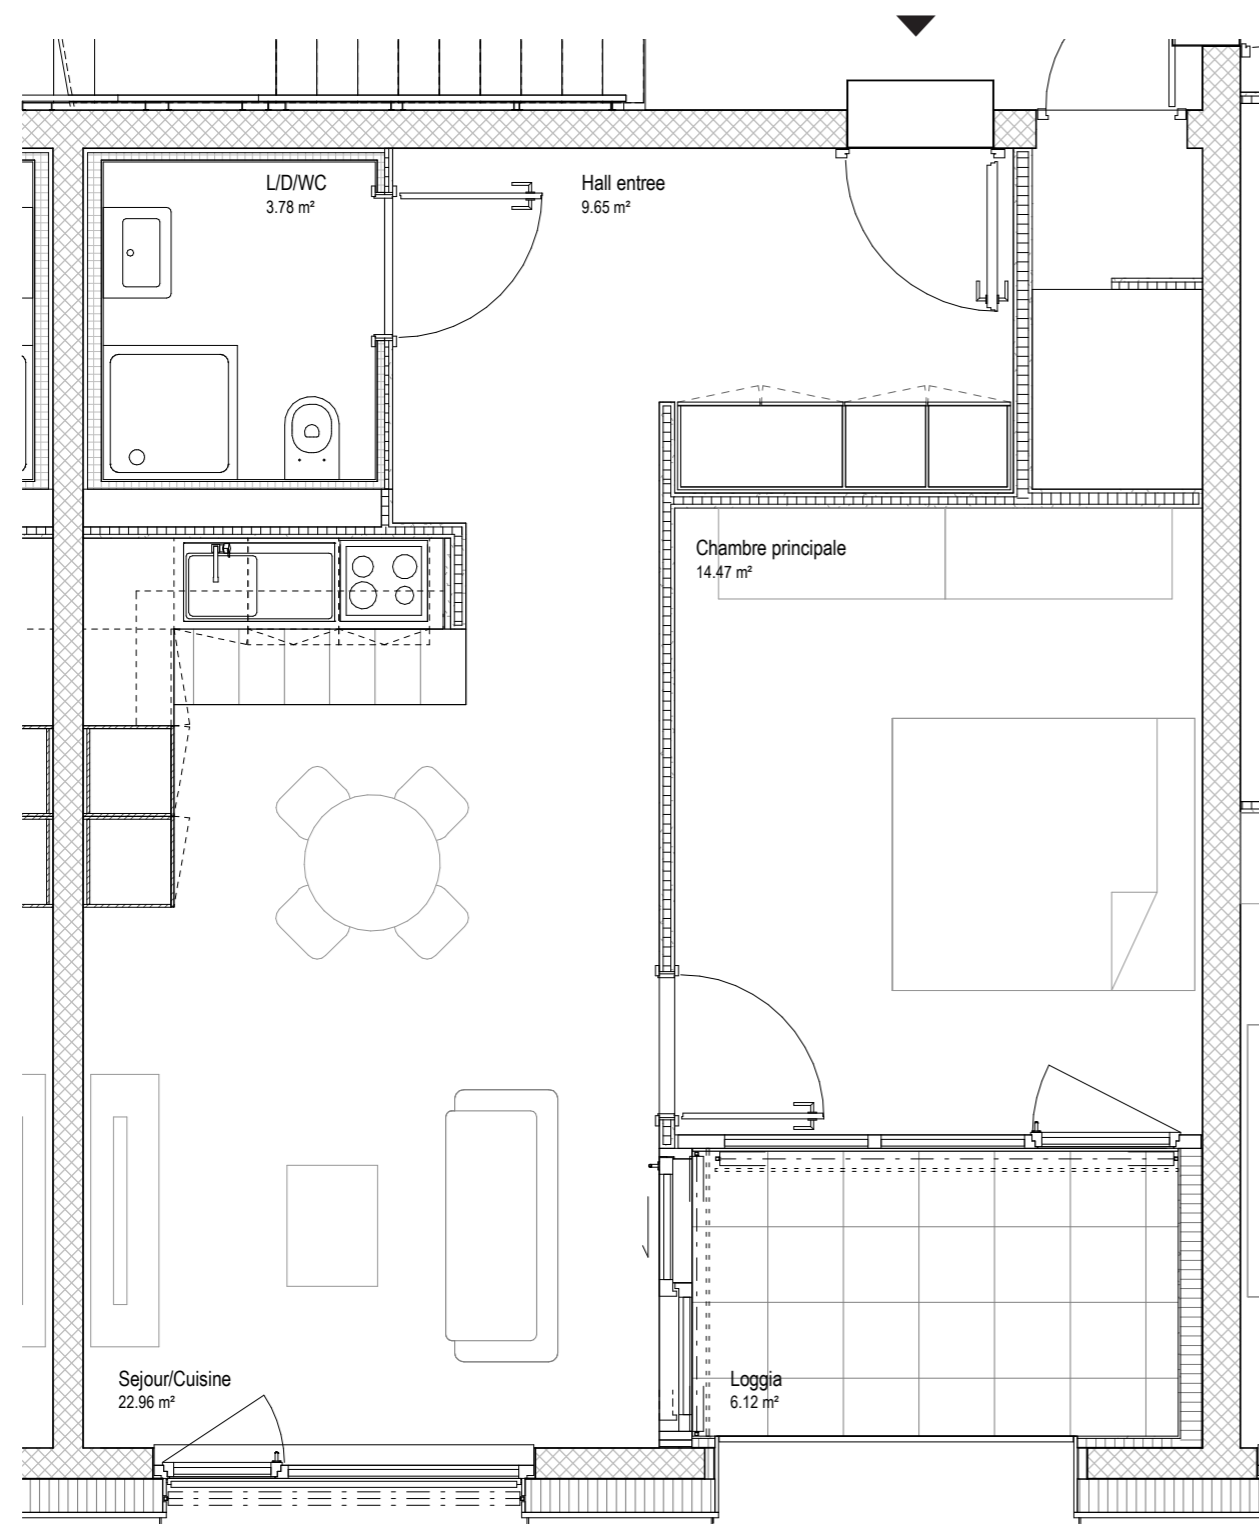 L/D/WC
3.78 m²
Hall entree
9.65 m²
Chambre principale
14.47 m²
Sejour/Cuisine
22.96 m²
Loggia
6.12 m²